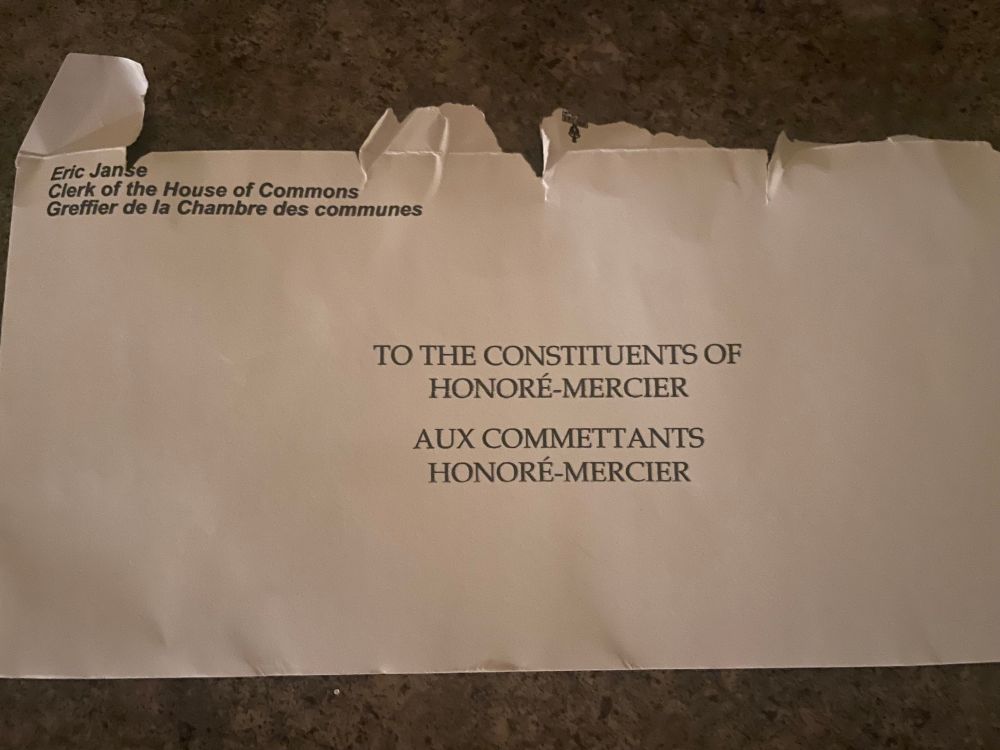 Eric Janse
Clerk of the House of Commons
Greffier de la Chambre des communes
TO THE CONSTITUENTS OF
HONORÉ-MERCIER
AUX COMMETTANTS
HONORÉ-MERCIER